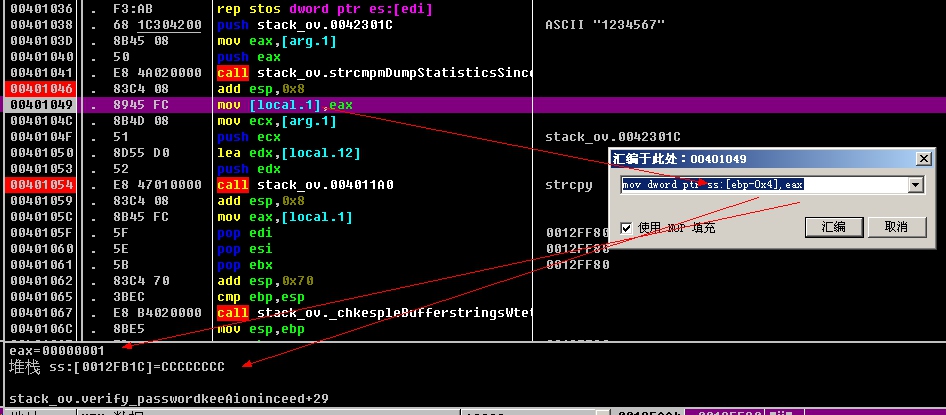 00401036 . F3:AB rep stos dword ptr es:[edi]
00401038 . 68 1C304200 push stack_ov.0042301C ASCII "1234567"
0040103D . 8B45 08 mov eax,[arg.1]
00401040 . 50 push eax
00401041 . E8 4A020000 call stack_ov.strcmpmDumpStatisticsSince
00401046 . 83C4 08 add esp,0x8
00401049 . 8945 FC mov [local.1],eax
0040104C . 8B4D 08 mov ecx,[arg.1]
0040104F . 51 push ecx stack_ov.0042301C
00401050 . 8D55 D0 lea edx,[local.12]
00401053 . 52 push edx
00401054 . E8 47010000 call stack_ov.004011A0 strcpy
00401059 . 83C4 08 add esp,0x8
0040105C . 8B45 FC mov eax,[local.1]
0040105F . 5F pop edi 0012FF80
00401060 . 5E pop esi 0012FF80
00401061 . 5B pop ebx 0012FF80
00401062 . 83C4 70 add esp,0x70
00401065 . 3BEC cmp ebp,esp
00401067 . E8 B4020000 call stack_ov._chkespleBufferstringsWtet
0040106C . 8BE5 mov esp,ebp
汇编于此处：00401049
mov dword ptr ss:[ebp-0x4],eax
使用 NOP 填充
汇编
取消
eax=00000001
堆栈 ss:[0012FB1C]=CCCCCCCC
stack_ov.verify_passwordkeeAioninceed+29